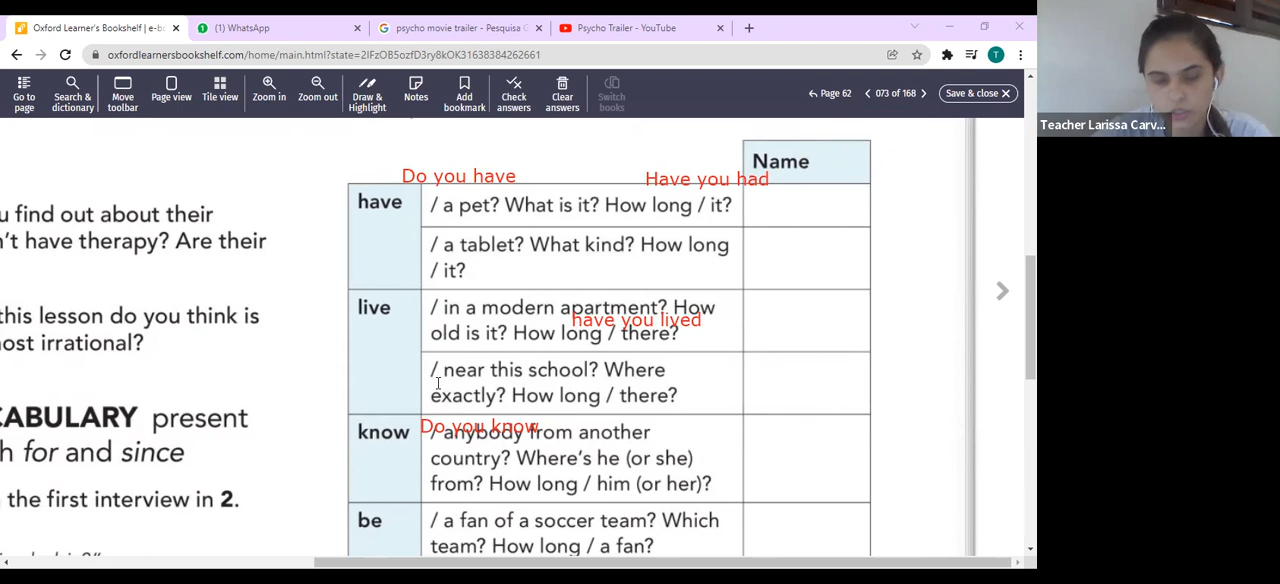 Oxford Learner's Bookshelf | e-bo
(1) WhatsApp
psycho movie trailer - Pesquisa G
Psycho Trailer - YouTube
oxfordlearnersbookshelf.com/home/main.html?state=2IFzOB5ozfD3ry8kOK31638384262661
Go to page
Search & dictionary
Move toolbar
Page view
Tile view
Zoom in
Zoom out
Draw & Highlight
Notes
Add bookmark
Check answers
Clear answers
Switch books
Page 62
073 of 168
Save & close X
Teacher Larissa Carv...
Name
Do you have
Have you had
have
/ a pet? What is it? How long / it?
/ a tablet? What kind? How long
/ it?
live
/ in a modern apartment? How
have you lived
old is it? How long / there?
/ near this school? Where
exactly? How long / there?
Do you know
know
/ anybody from another
country? Where's he (or she)
from? How long / him (or her)?
be
/ a fan of a soccer team? Which
team? How long / a fan?
u find out about their
n't have therapy? Are their
this lesson do you think is
nost irrational?
CABULARY present
h for and since
the first interview in 2.